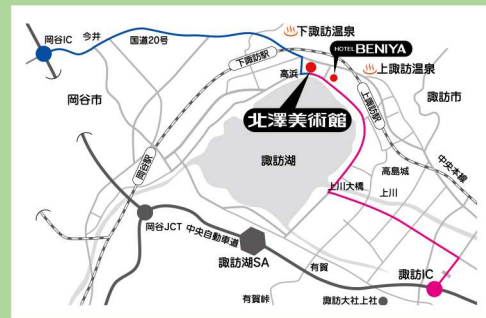 岡谷IC
今井
国道20号
下諏訪温泉
下諏訪駅
HOTEL BENIYA
高浜
上諏訪温泉
岡谷市
北澤美術館
上諏訪駅
諏訪市
諏訪湖
中央本線
岡谷駅
高島城
上川大橋
上川
岡谷JCT
中央自動車道
諏訪湖SA
有賀
諏訪IC
有賀峠
諏訪大社上社